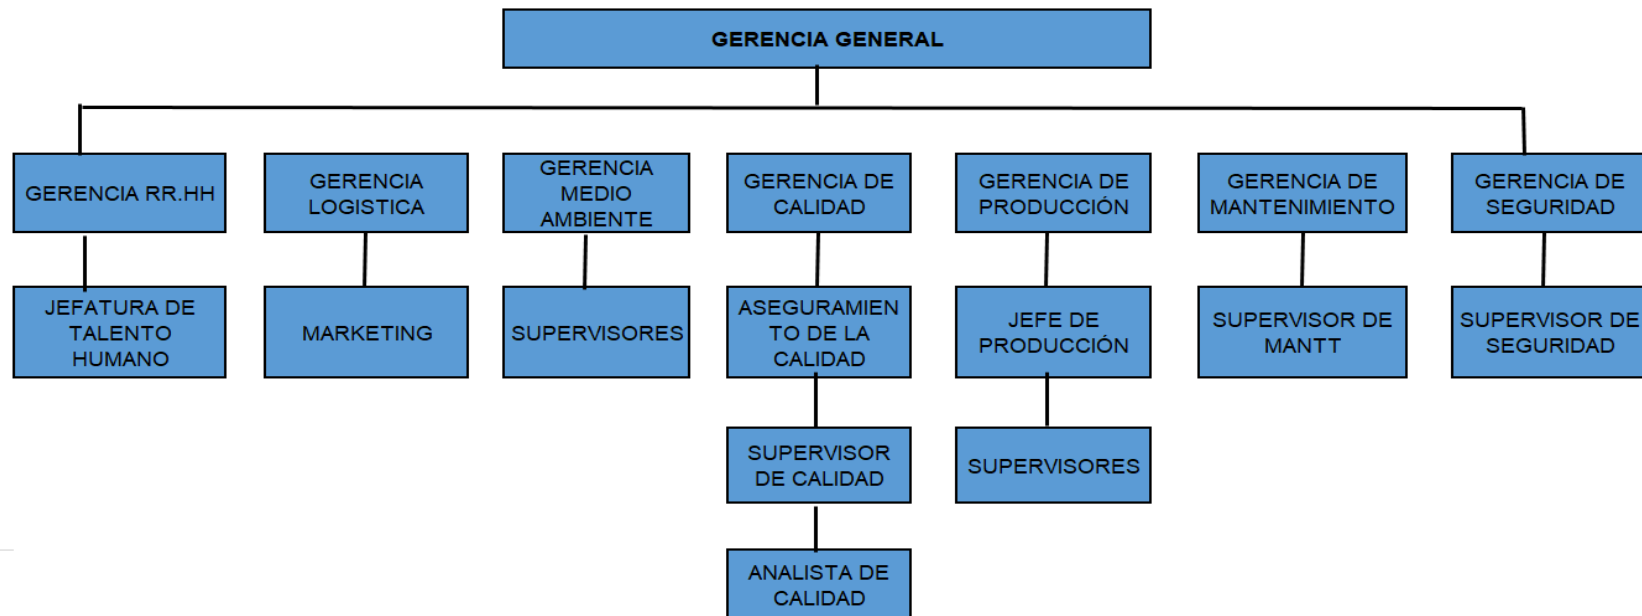 GERENCIA GENERAL
GERENCIA RR.HH
GERENCIA
LOGISTICA
GERENCIA
MEDIO
AMBIENTE
GERENCIA DE
CALIDAD
GERENCIA DE
PRODUCCIÓN
GERENCIA DE
MANTENIMIENTO
GERENCIA DE
SEGURIDAD
JEFATURA DE
TALENTO
HUMANO
MARKETING
SUPERVISORES
ASEGURAMIEN
TO DE LA
CALIDAD
JEFE DE
PRODUCCIÓN
SUPERVISOR DE
MANTT
SUPERVISOR DE
SEGURIDAD
SUPERVISOR
DE CALIDAD
SUPERVISORES
ANALISTA DE
CALIDAD